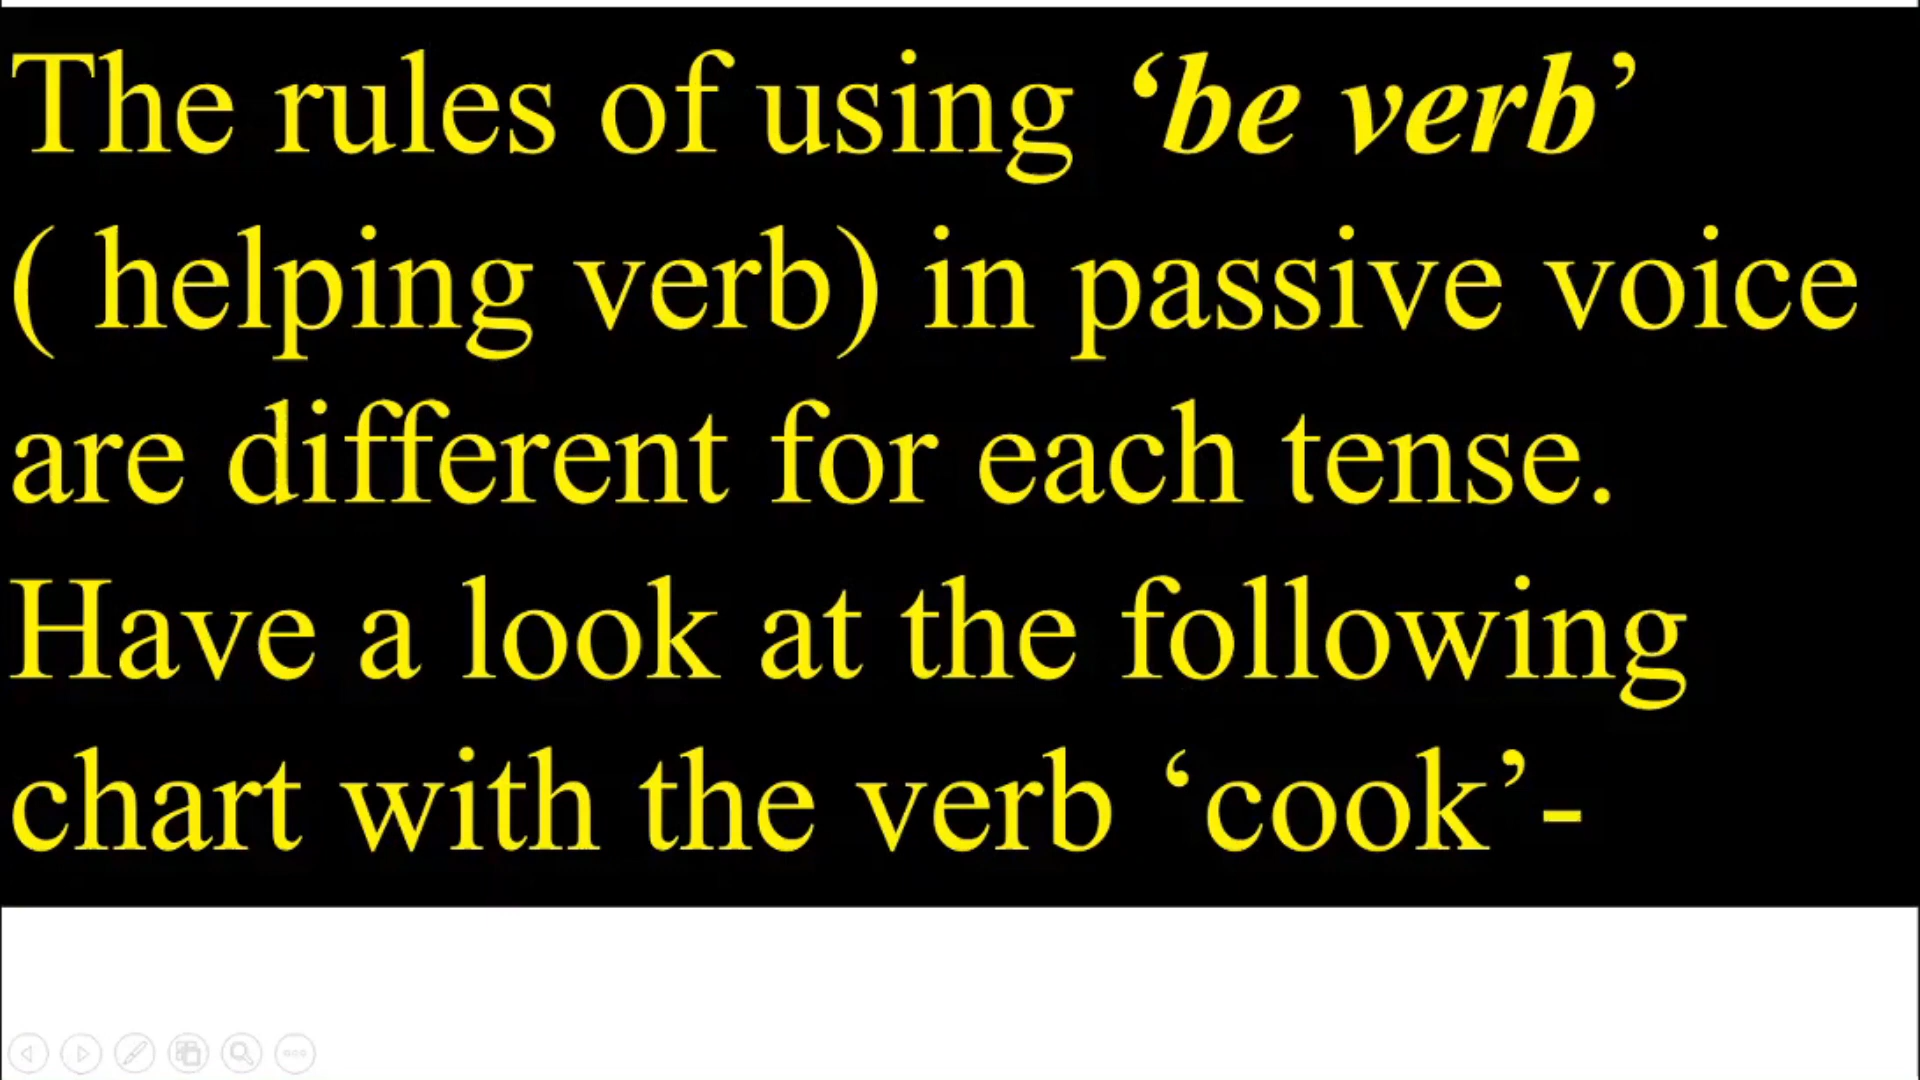 The rules of using ‘be verb’
( helping verb) in passive voice
are different for each tense.
Have a look at the following
chart with the verb ‘cook’-